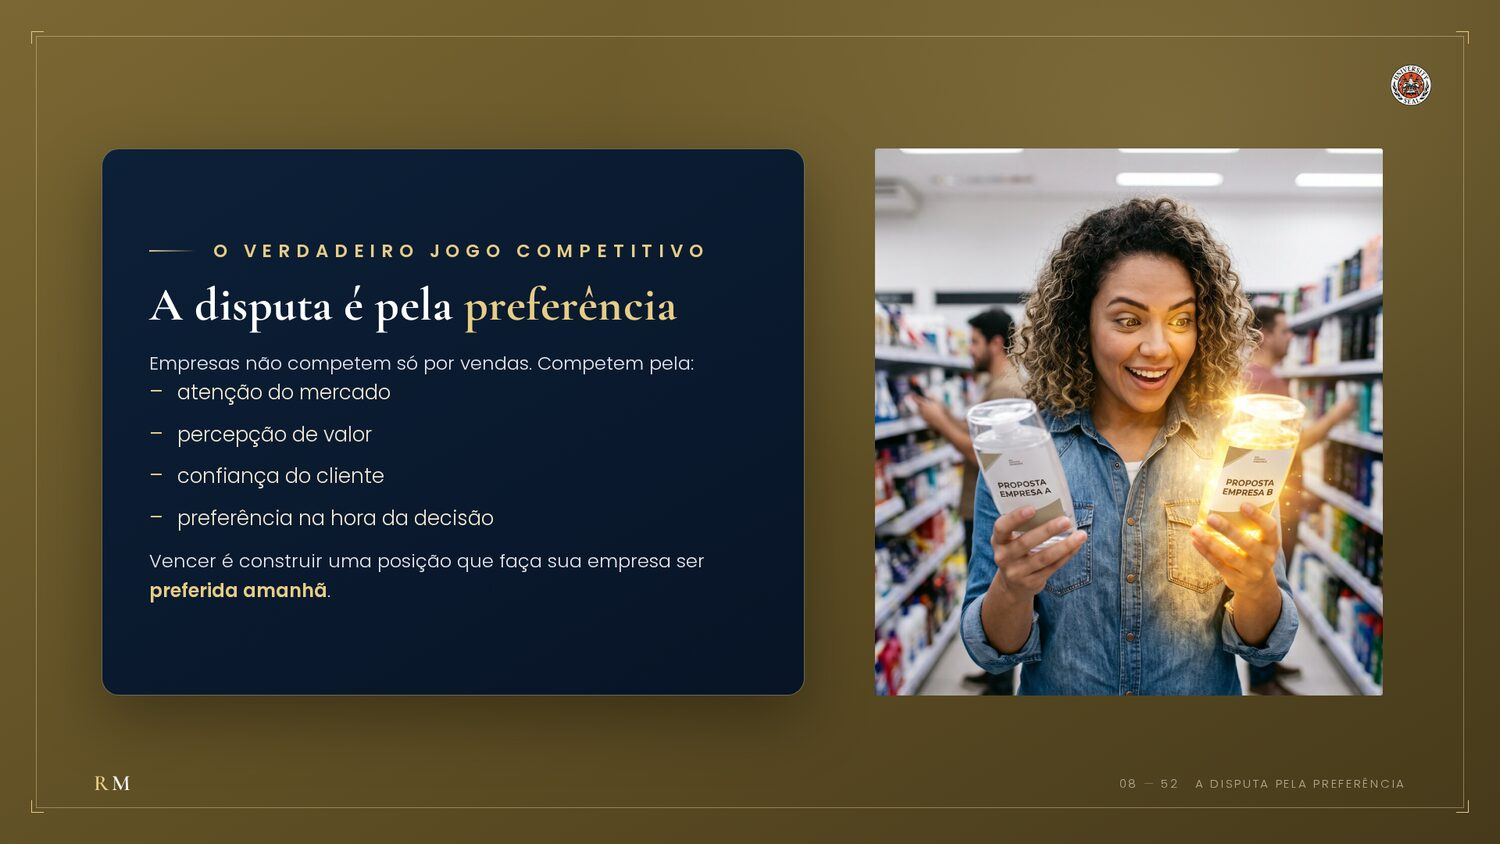 UNIVERSITY
SEAL
O VERDADEIRO JOGO COMPETITIVO
A disputa é pela preferência
Empresas não competem só por vendas. Competem pela:
– atenção do mercado
– percepção de valor
– confiança do cliente
– preferência na hora da decisão
Vencer é construir uma posição que faça sua empresa ser
preferida amanhã.
PROPOSTA
EMPRESA A
PROPOSTA
EMPRESA B
RM
08 — 52 A DISPUTA PELA PREFERÊNCIA